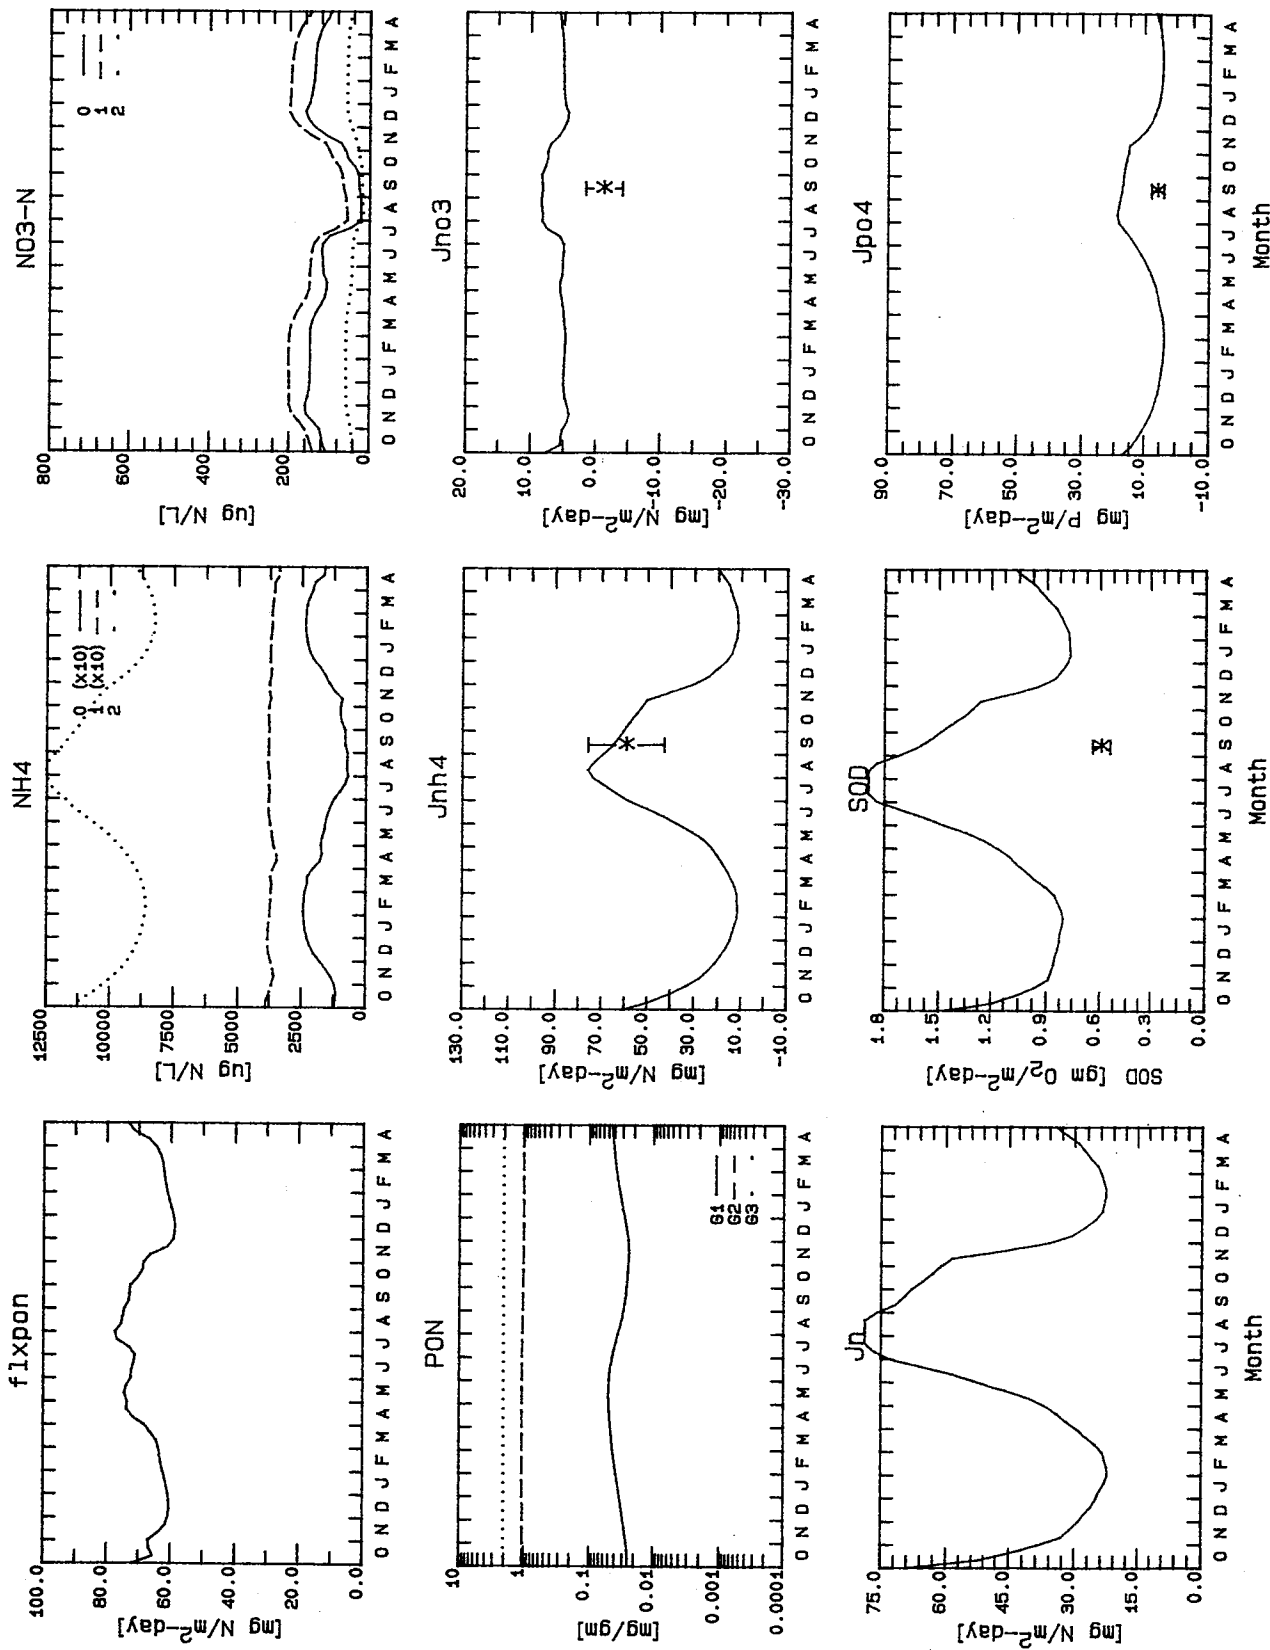 flxpon
[mg N/m²-day]
100.0
80.0
60.0
40.0
20.0
0.0
O N D J F M A M J J A S O N D J F M A
NH4
[ug N/L]
12500
10000
7500
5000
2500
0
0 (x10)
1 (x10)
2
O N D J F M A M J J A S O N D J F M A
NO3-N
[ug N/L]
800
600
400
200
0
0
1
2
O N D J F M A M J J A S O N D J F M A
PON
[mg/gm]
10
1
0.1
0.01
0.001
0.0001
G1
G2
G3
O N D J F M A M J J A S O N D J F M A
Jnh4
[mg N/m²-day]
130.0
110.0
90.0
70.0
50.0
30.0
10.0
-10.0
O N D J F M A M J J A S O N D J F M A
Jno3
[mg N/m²-day]
20.0
10.0
0.0
-10.0
-20.0
-30.0
O N D J F M A M J J A S O N D J F M A
Jn
[mg N/m²-day]
75.0
60.0
45.0
30.0
15.0
0.0
O N D J F M A M J J A S O N D J F M A
Month
SOD
SOD [gm O₂/m²-day]
1.8
1.5
1.2
0.9
0.6
0.3
0.0
O N D J F M A M J J A S O N D J F M A
Month
Jpo4
[mg P/m²-day]
90.0
70.0
50.0
30.0
10.0
-10.0
O N D J F M A M J J A S O N D J F M A
Month